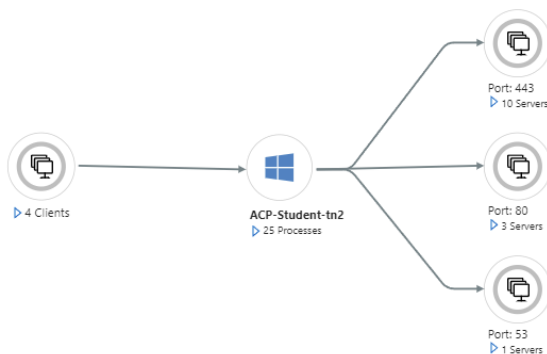 Port: 443
10 Servers
4 Clients
ACP-Student-tn2
25 Processes
Port: 80
3 Servers
Port: 53
1 Servers